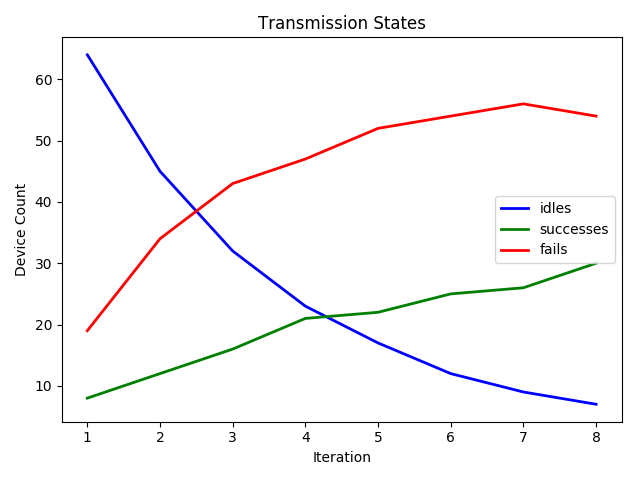 Transmission States
60
50
40
30
20
10
Device Count
idles
successes
fails
1 2 3 4 5 6 7 8
Iteration